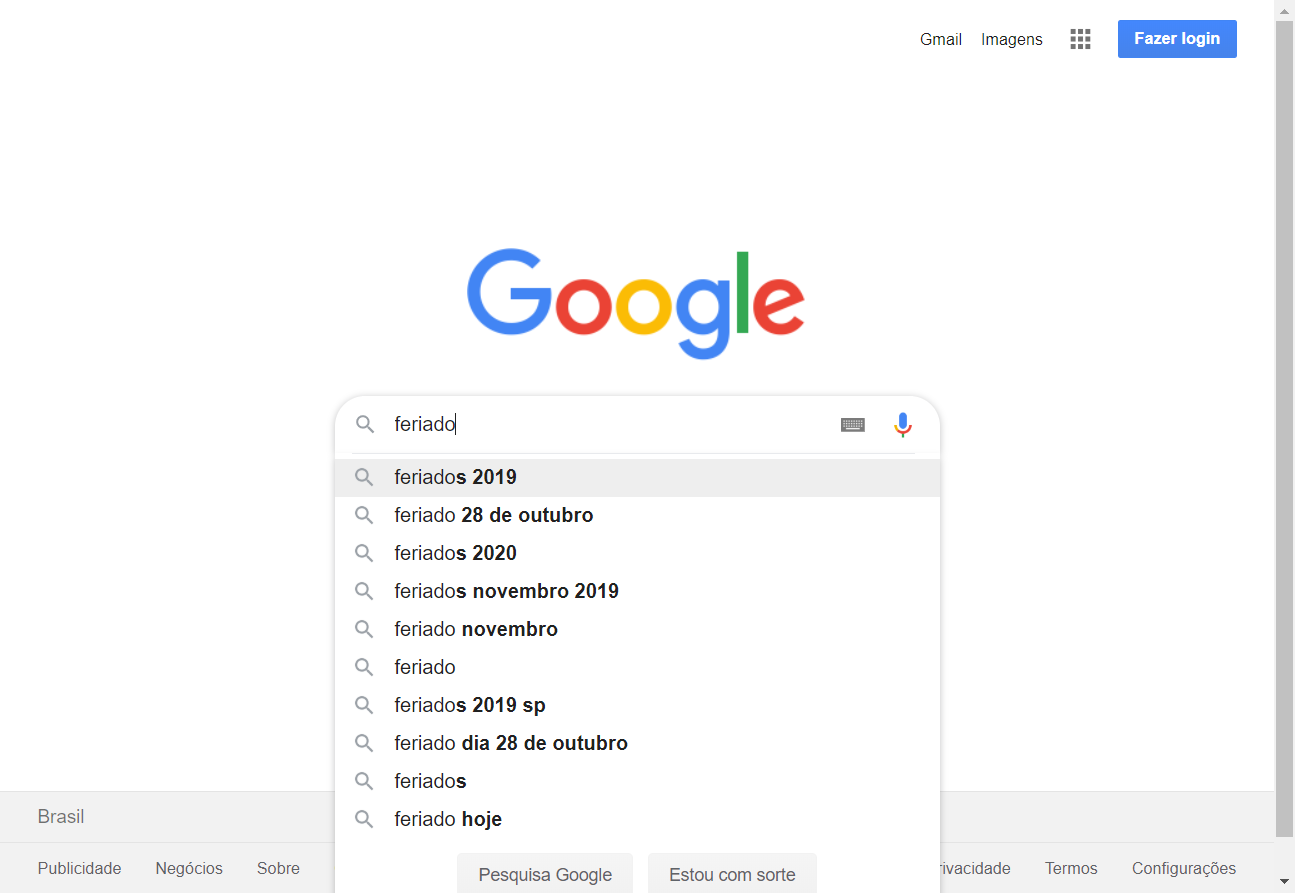 Gmail Imagens Fazer login
Google
feriado
feriados 2019
feriado 28 de outubro
feriados 2020
feriados novembro 2019
feriado novembro
feriado
feriados 2019 sp
feriado dia 28 de outubro
feriados
feriado hoje
Brasil
Pesquisa Google Estou com sorte
Publicidade Negócios Sobre rivacidade Termos Configurações